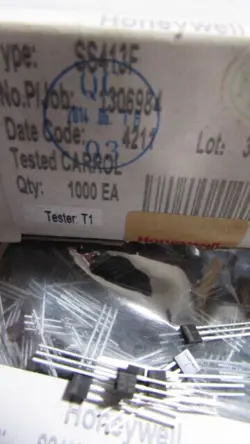 Honeywell
Type: SS413F
No.P/Job: 1306984
Date Code: 4211
Lot: 3
Tested CARROL
Qty: 1000 EA
Tester: T1
Honeywell
Honeywell